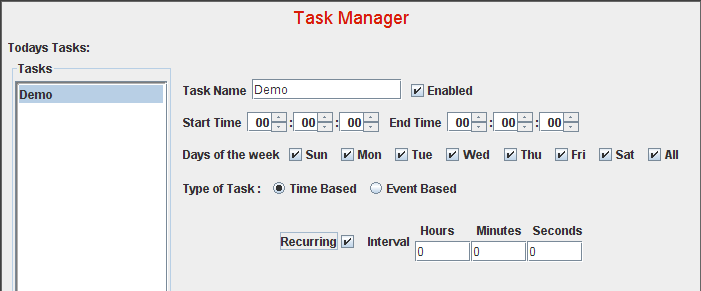 Task Manager
Todays Tasks:
Tasks
Demo
Task Name Demo Enabled
Start Time 00 : 00 : 00 End Time 00 : 00 : 00
Days of the week Sun Mon Tue Wed Thu Fri Sat All
Type of Task : Time Based Event Based
Hours Minutes Seconds
Recurring Interval 0 0 0